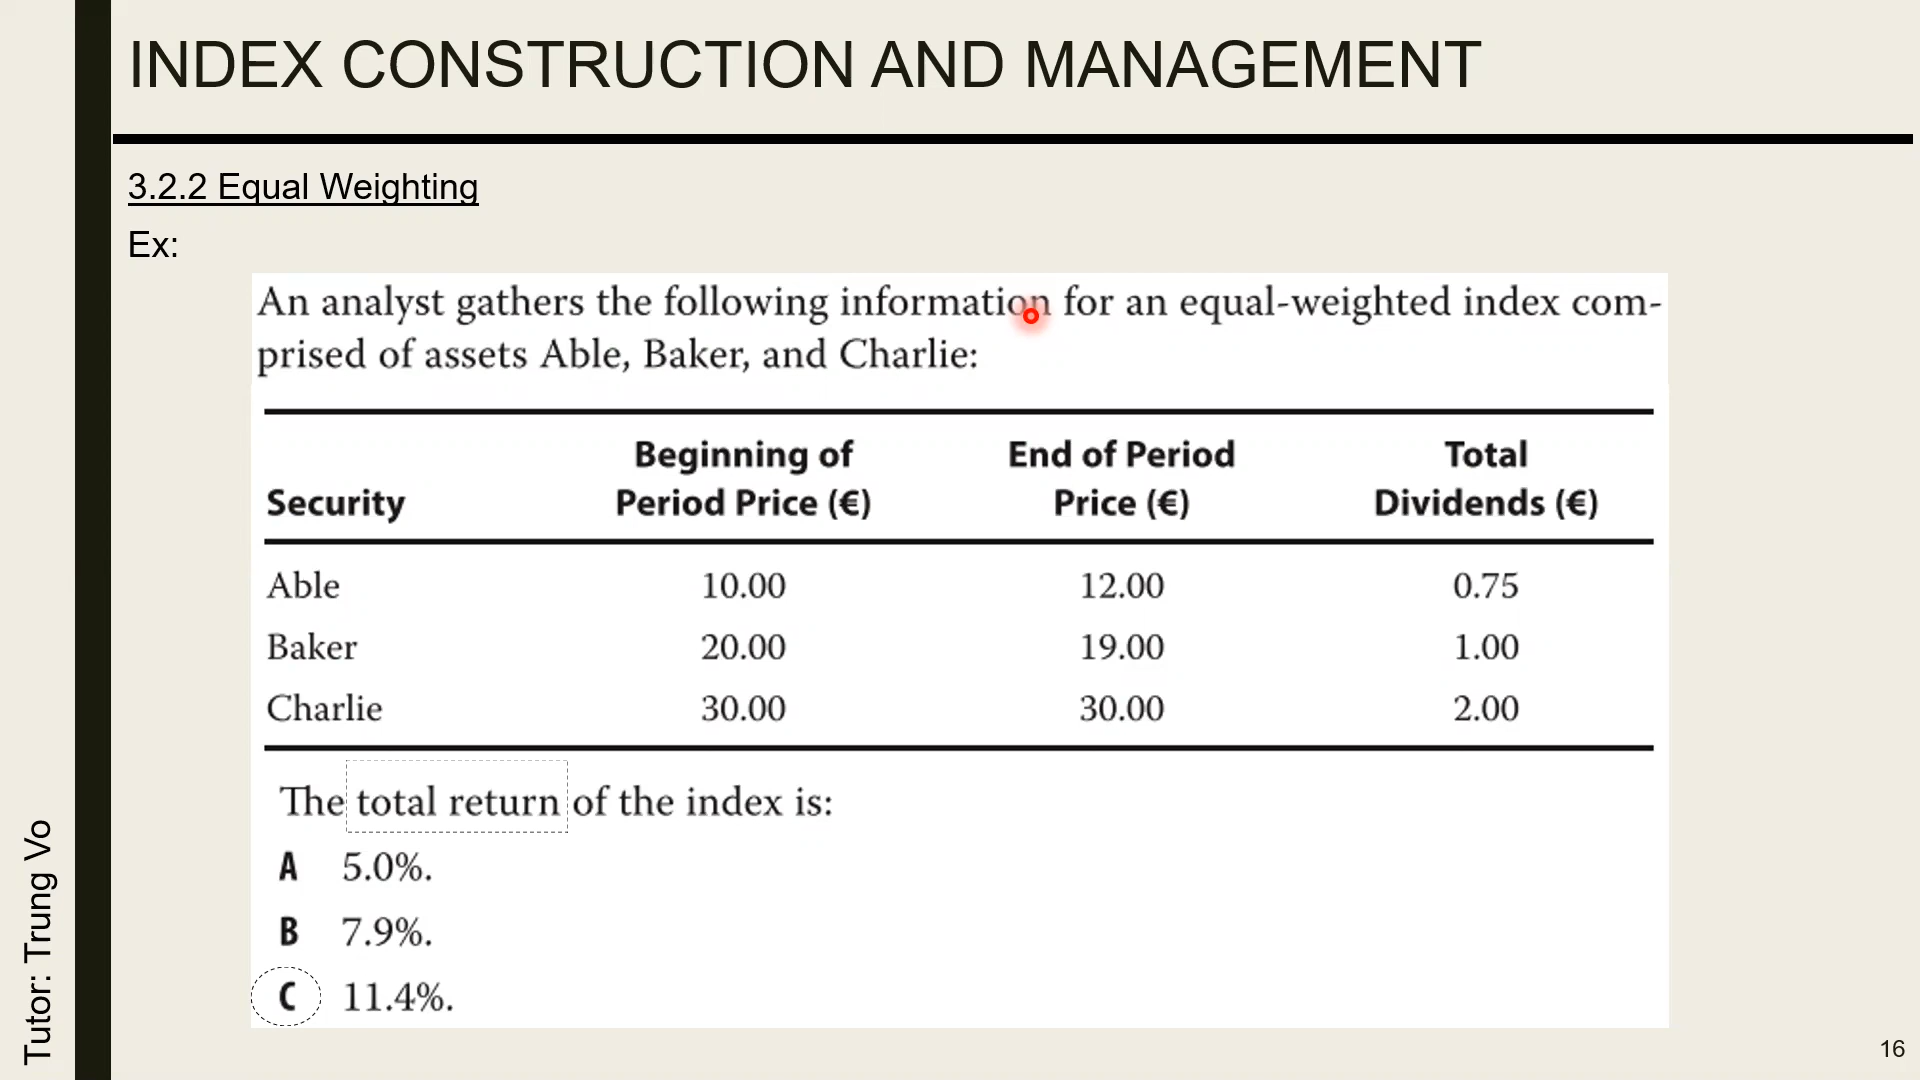 INDEX CONSTRUCTION AND MANAGEMENT
3.2.2 Equal Weighting
Ex:
An analyst gathers the following information for an equal-weighted index com-
prised of assets Able, Baker, and Charlie:
Security Beginning of Period Price (€) End of Period Price (€) Total Dividends (€)
Able 10.00 12.00 0.75
Baker 20.00 19.00 1.00
Charlie 30.00 30.00 2.00
The total return of the index is:
A 5.0%.
B 7.9%.
C 11.4%.
Tutor: Trung Vo
16